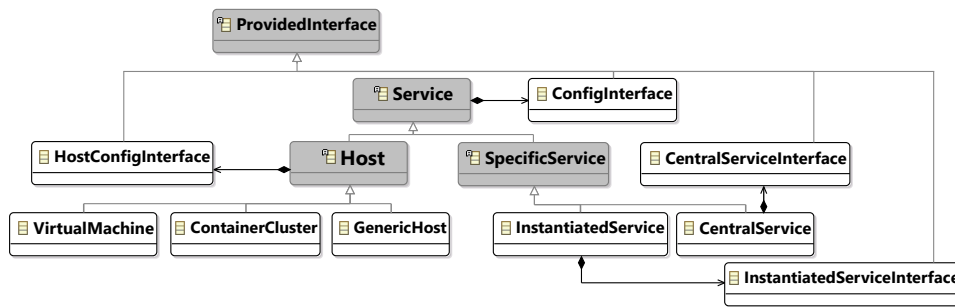 ProvidedInterface
Service
ConfigInterface
HostConfigInterface
Host
SpecificService
CentralServiceInterface
VirtualMachine
ContainerCluster
GenericHost
InstantiatedService
CentralService
InstantiatedServiceInterface